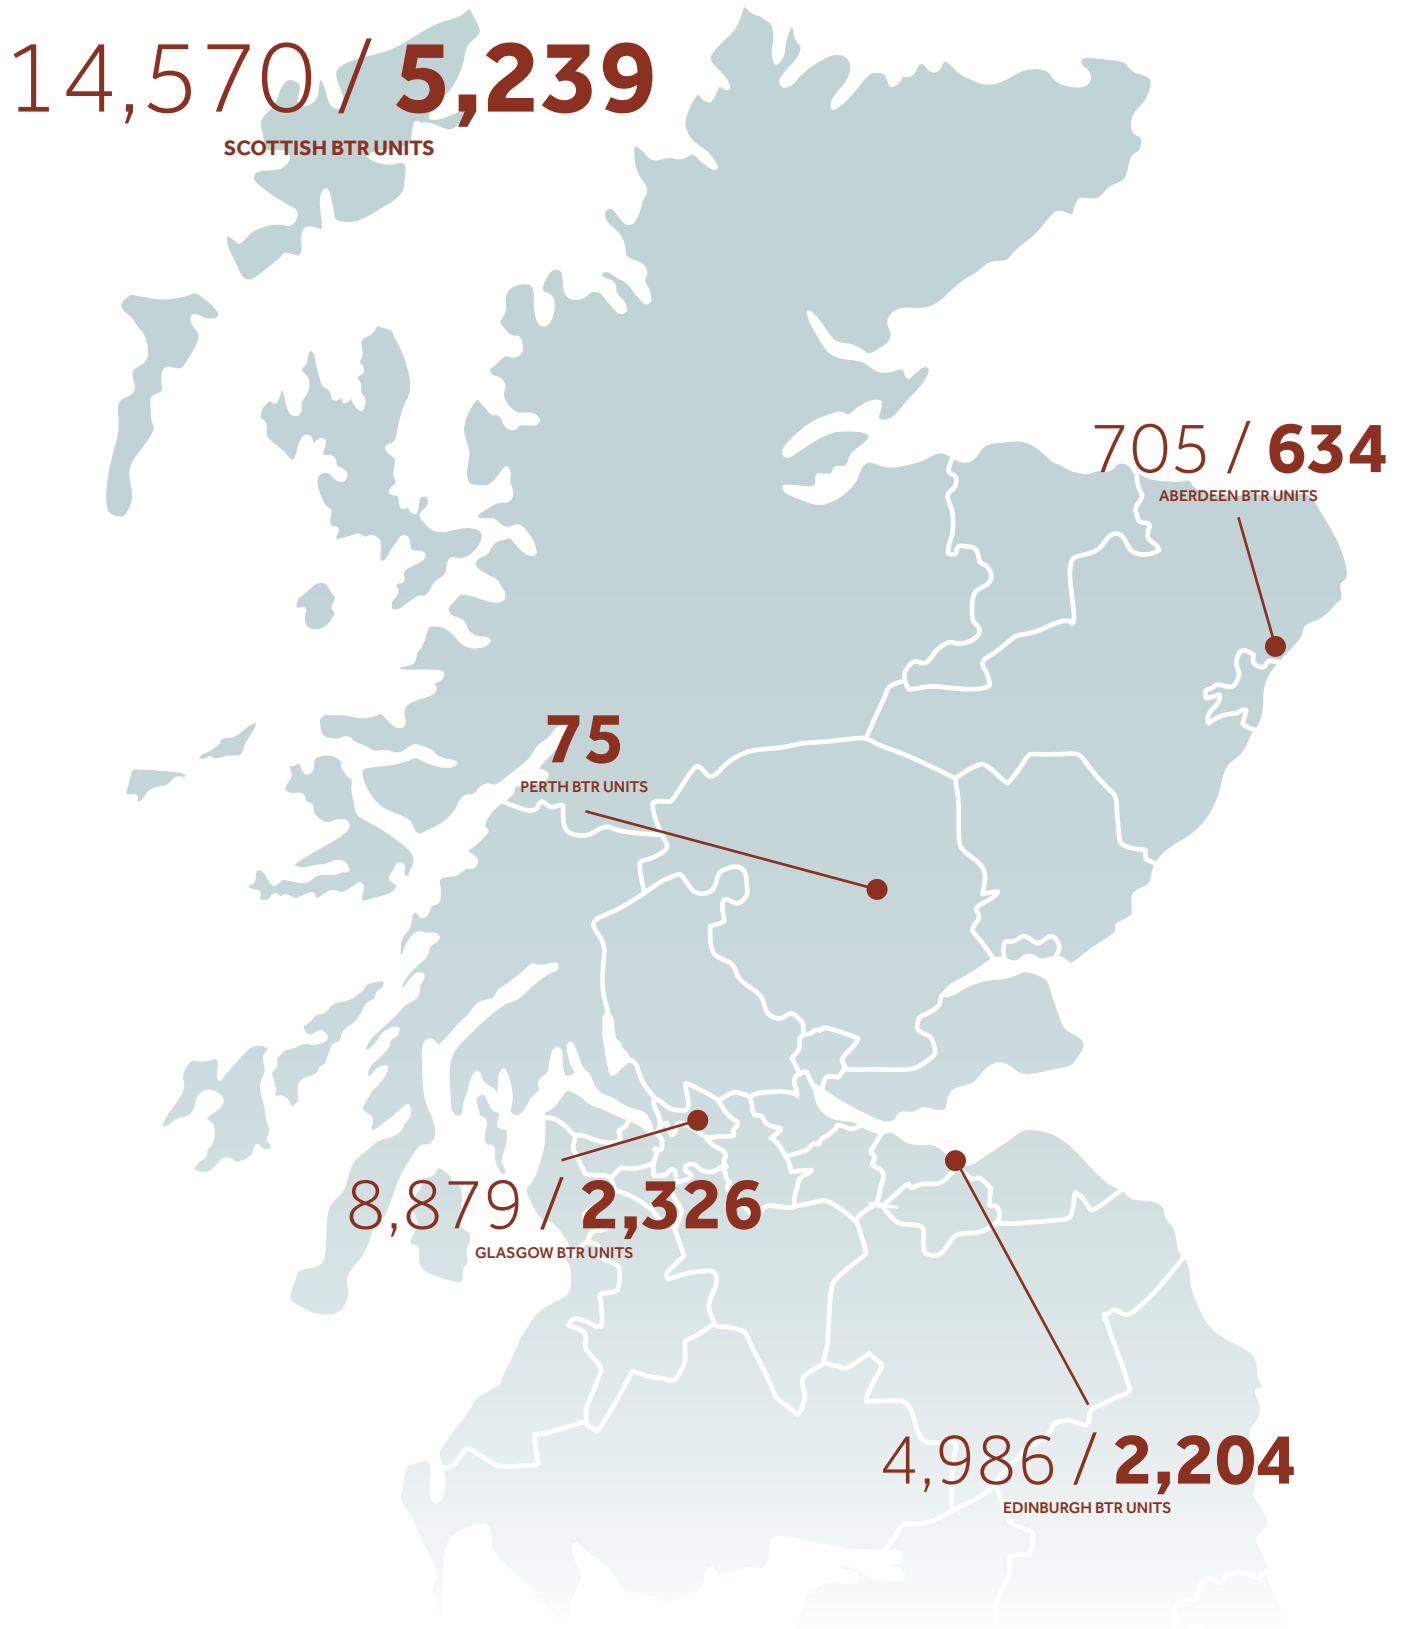 14,570 / 5,239
SCOTTISH BTR UNITS
705 / 634
ABERDEEN BTR UNITS
75
PERTH BTR UNITS
8,879 / 2,326
GLASGOW BTR UNITS
4,986 / 2,204
EDINBURGH BTR UNITS